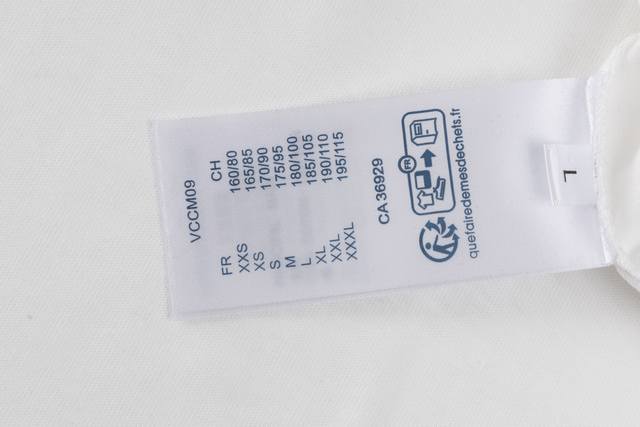 VCCM09
FR CH
XXS 160/80
XS 165/85
S 170/90
M 175/95
L 180/100
XL 185/105
XXL 190/110
XXXL 195/115
CA 36929
FR
quefairedemesdechets.fr
L